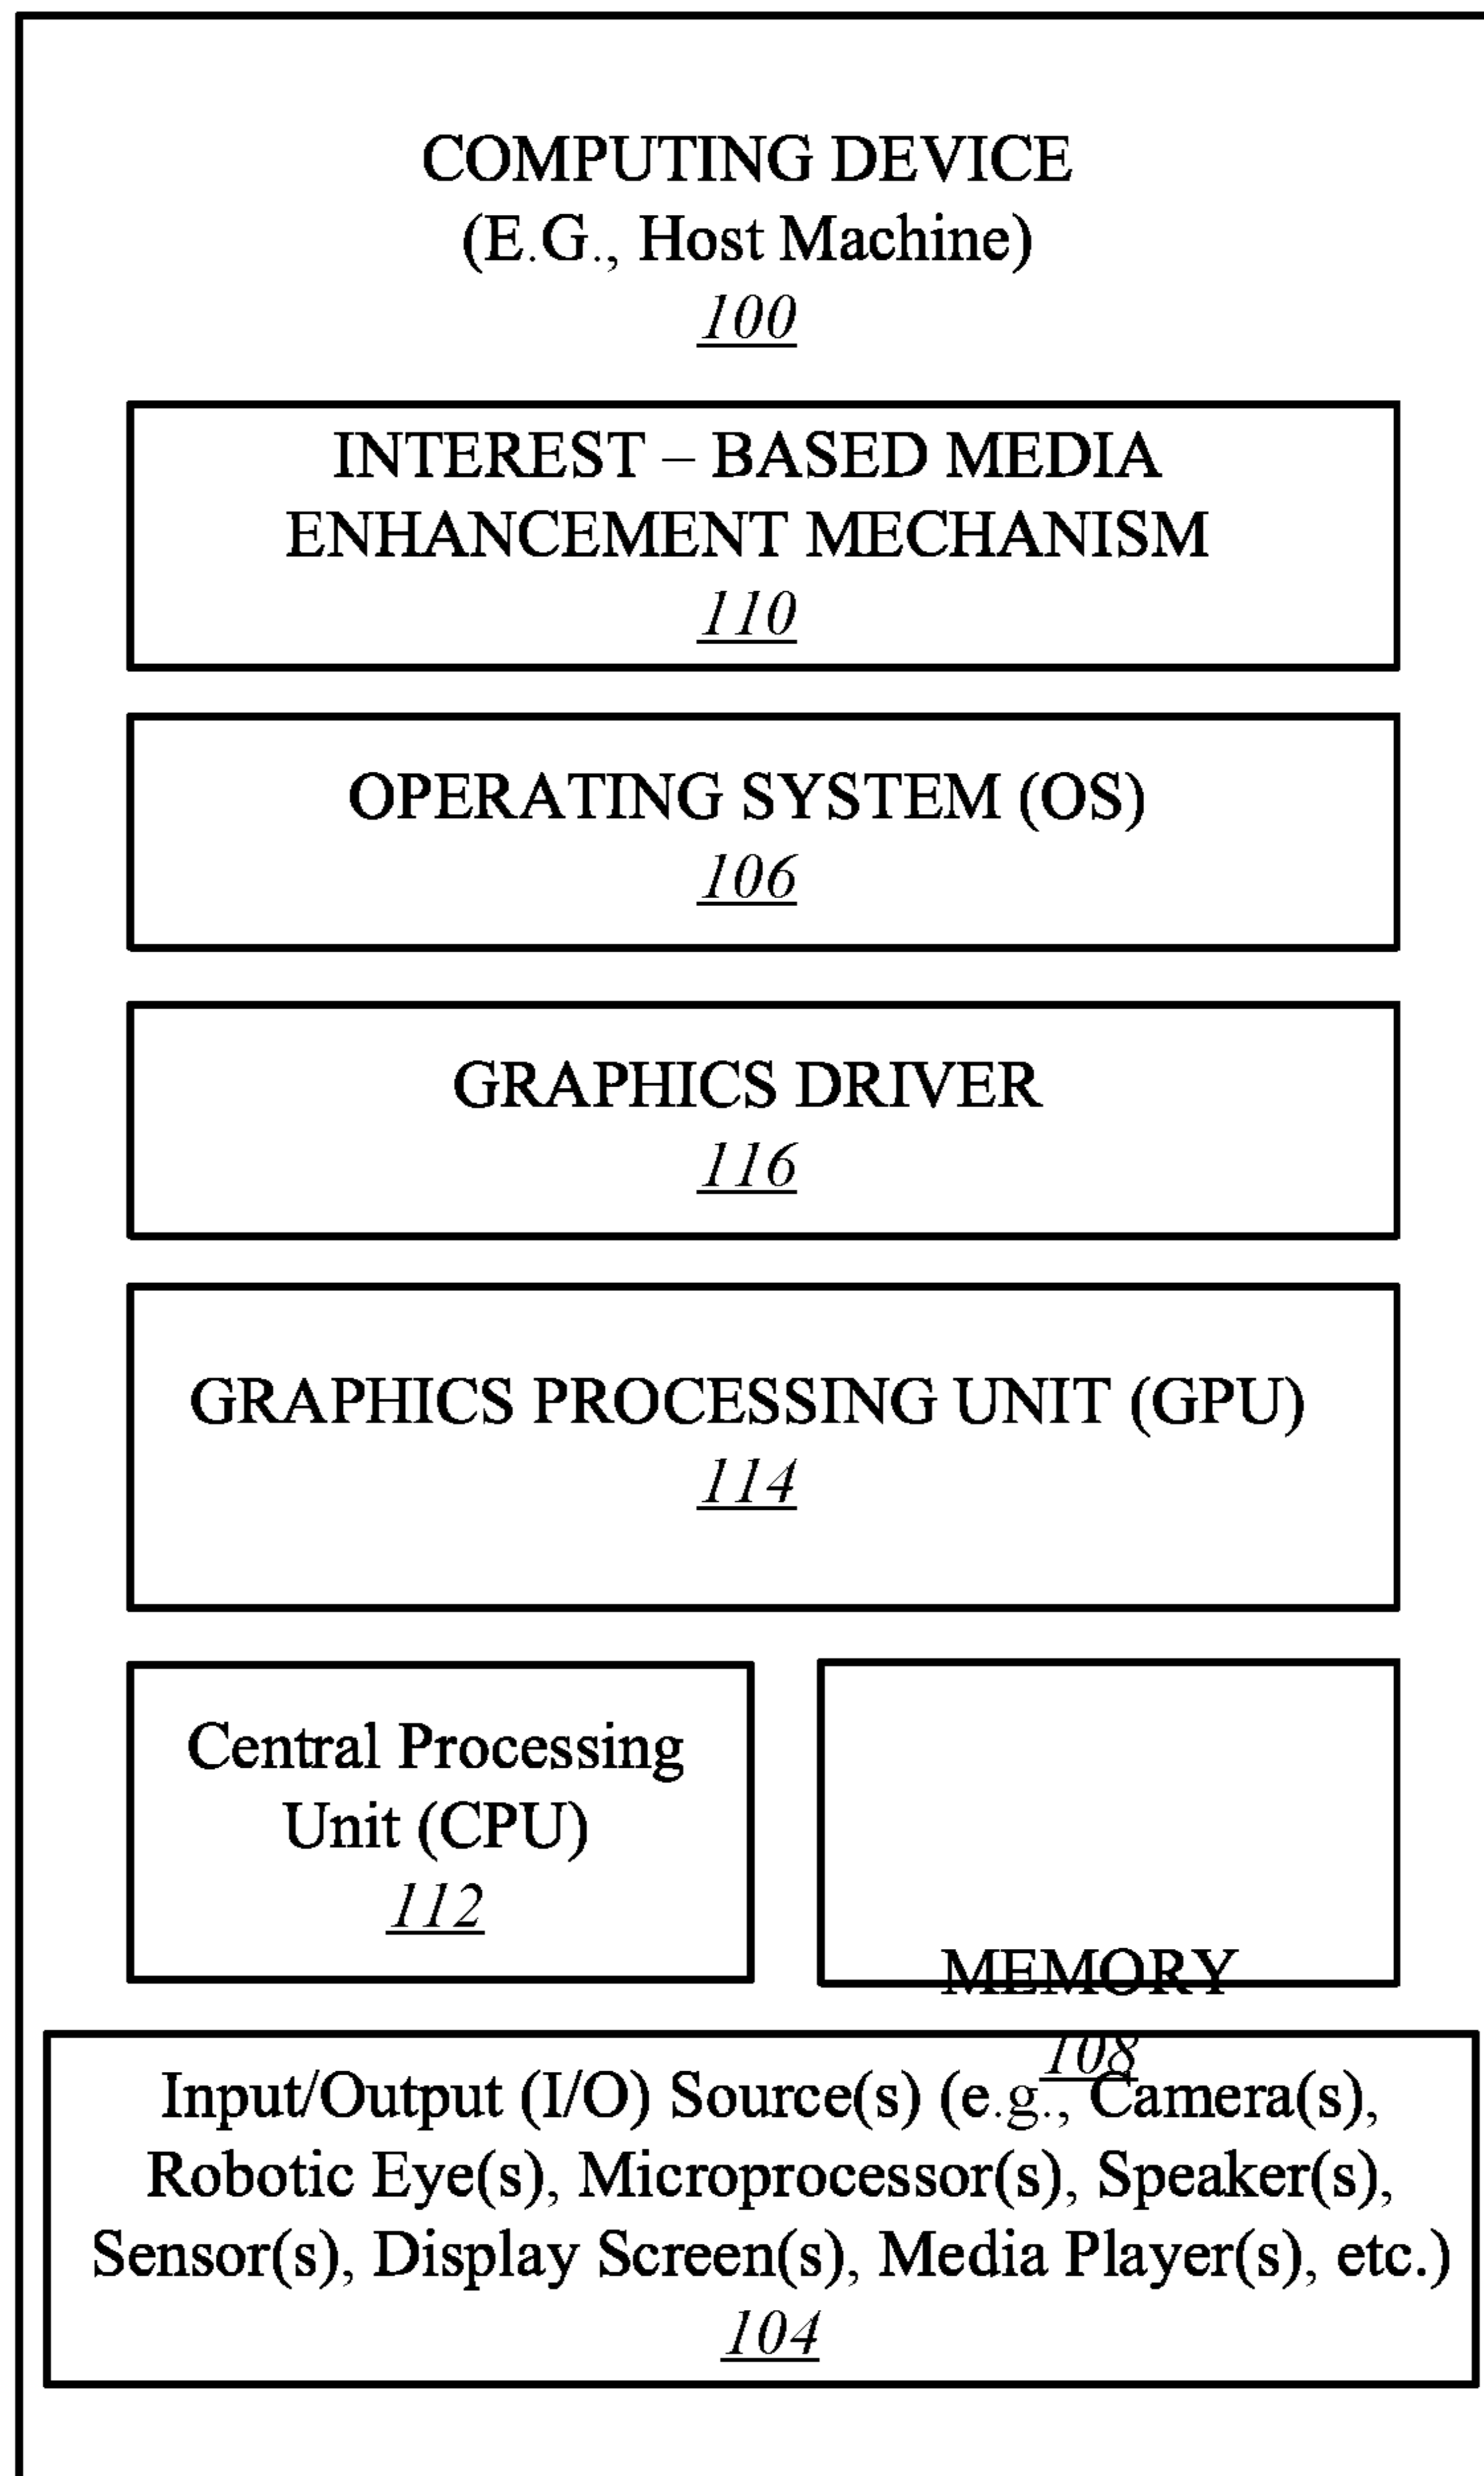 COMPUTING DEVICE
(E.G., Host Machine)
100
INTEREST – BASED MEDIA
ENHANCEMENT MECHANISM
110
OPERATING SYSTEM (OS)
106
GRAPHICS DRIVER
116
GRAPHICS PROCESSING UNIT (GPU)
114
Central Processing
Unit (CPU)
112
MEMORY
108
Input/Output (I/O) Source(s) (e.g., Camera(s),
Robotic Eye(s), Microprocessor(s), Speaker(s),
Sensor(s), Display Screen(s), Media Player(s), etc.)
104